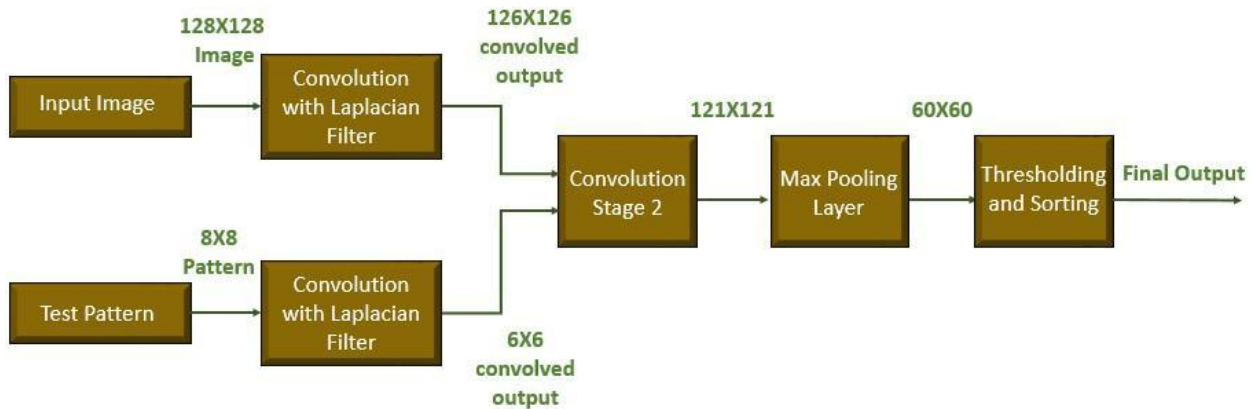 128X128
Image
126X126
convolved
output
Input Image
Convolution
with Laplacian
Filter
121X121
60X60
Convolution
Stage 2
Max Pooling
Layer
Thresholding
and Sorting
Final Output
8X8
Pattern
Test Pattern
Convolution
with Laplacian
Filter
6X6
convolved
output